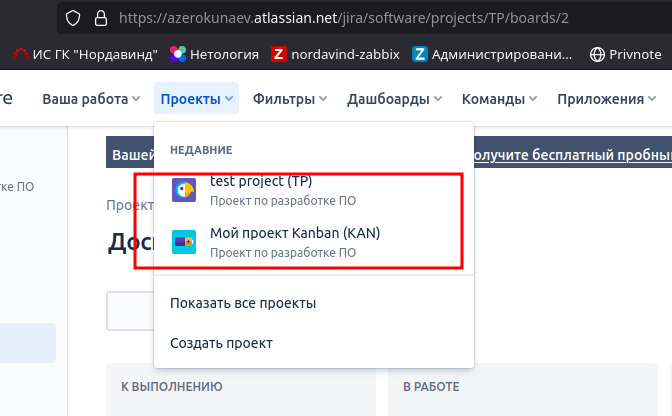 https://azerokunaev.atlassian.net/jira/software/projects/TP/boards/2
ИС ГК "Нордавинд" Нетология nordavind-zabbix Администрировани... Privnote
re Ваша работа Проекты Фильтры Дашборды Команды Приложения
НЕДАВНИЕ
Вашей олучите бесплатный пробны
test project (TP)
Проект по разработке ПО
ке ПО
Проект
Мой проект Kanban (KAN)
Дос
Проект по разработке ПО
Показать все проекты
Создать проект
К ВЫПОЛНЕНИЮ В РАБОТЕ